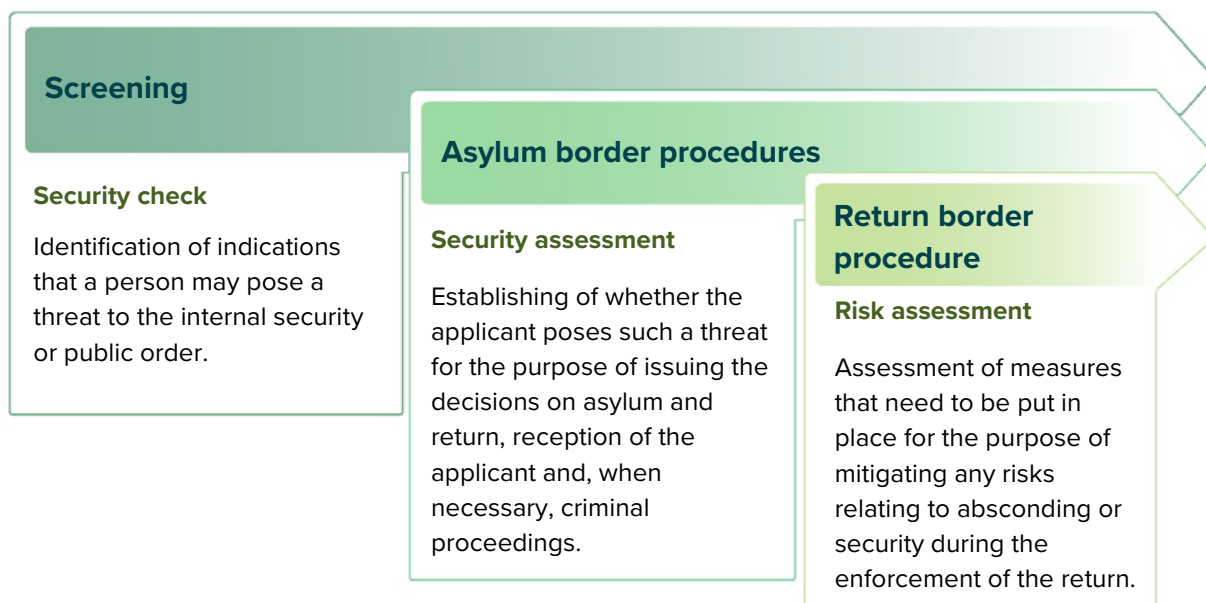 Screening
Security check
Identification of indications
that a person may pose a
threat to the internal security
or public order.
Asylum border procedures
Security assessment
Establishing of whether the
applicant poses such a threat
for the purpose of issuing the
decisions on asylum and
return, reception of the
applicant and, when
necessary, criminal
proceedings.
Return border
procedure
Risk assessment
Assessment of measures
that need to be put in
place for the purpose of
mitigating any risks
relating to absconding or
security during the
enforcement of the return.